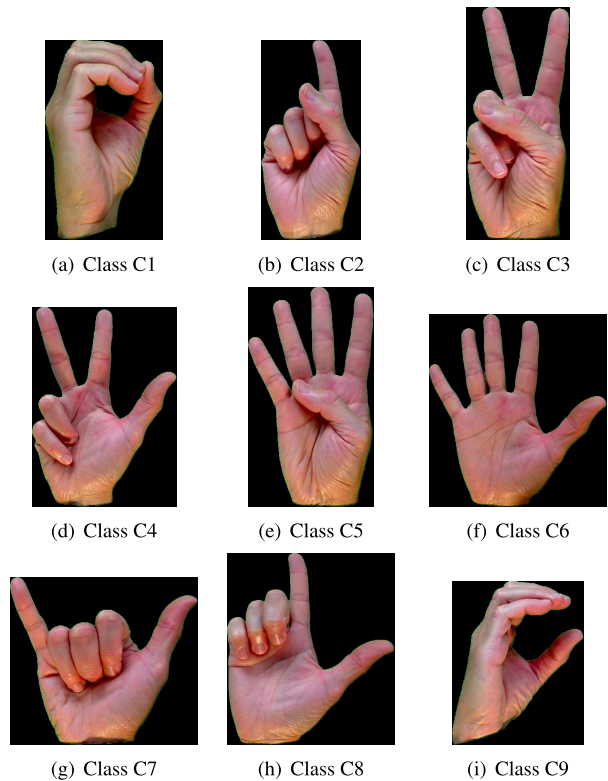 (a) Class C1
(b) Class C2
(c) Class C3
(d) Class C4
(e) Class C5
(f) Class C6
(g) Class C7
(h) Class C8
(i) Class C9